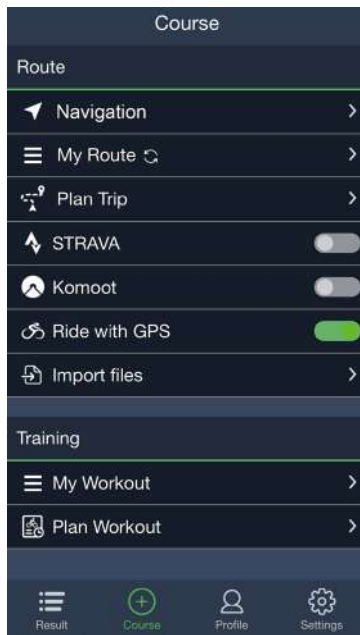 Course
Route
Navigation
My Route
Plan Trip
STRAVA
Komoot
Ride with GPS
Import files
Training
My Workout
Plan Workout
Result
Course
Profile
Settings